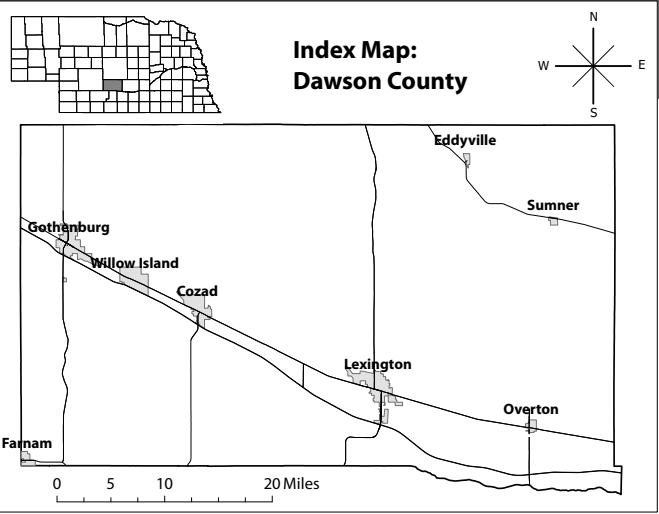 Index Map:
Dawson County
N
W E
S
Eddyville
Sumner
Gothenburg
Willow Island
Cozad
Lexington
Overton
Farnam
0 5 10 20 Miles